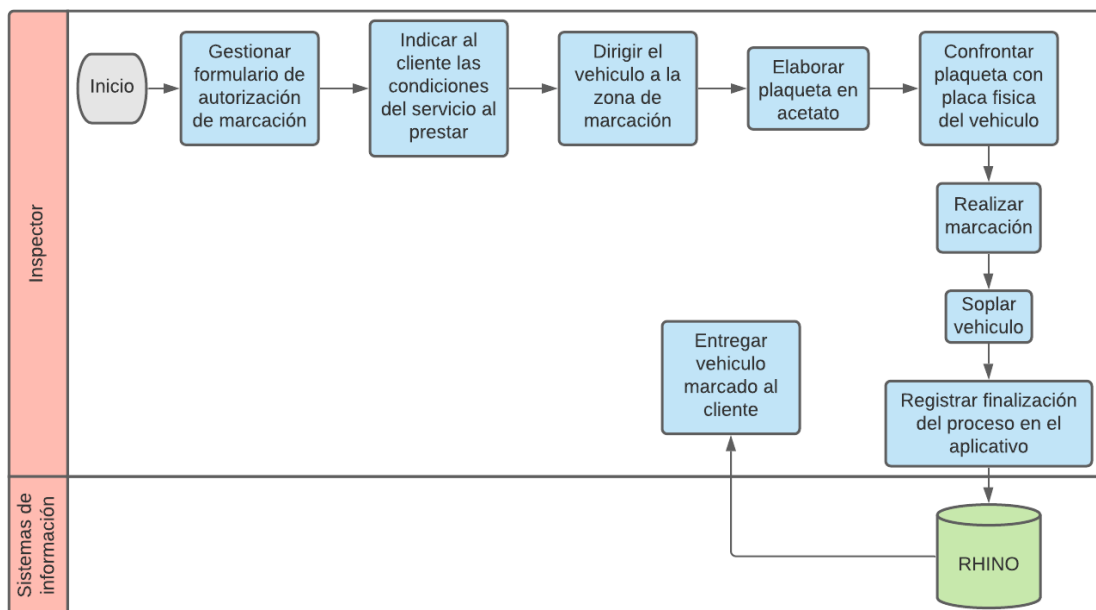 Inspector
Inicio
Gestionar
formulario de
autorización
de marcación
Indicar al
cliente las
condiciones
del servicio al
prestar
Dirigir el
vehiculo a la
zona de
marcación
Elaborar
plaqueta en
acetato
Confrontar
plaqueta con
placa fisica
del vehiculo
Realizar
marcación
Soplar
vehiculo
Registrar finalización
del proceso en el
aplicativo
Entregar
vehiculo
marcado al
cliente
Sistemas de
información
RHINO